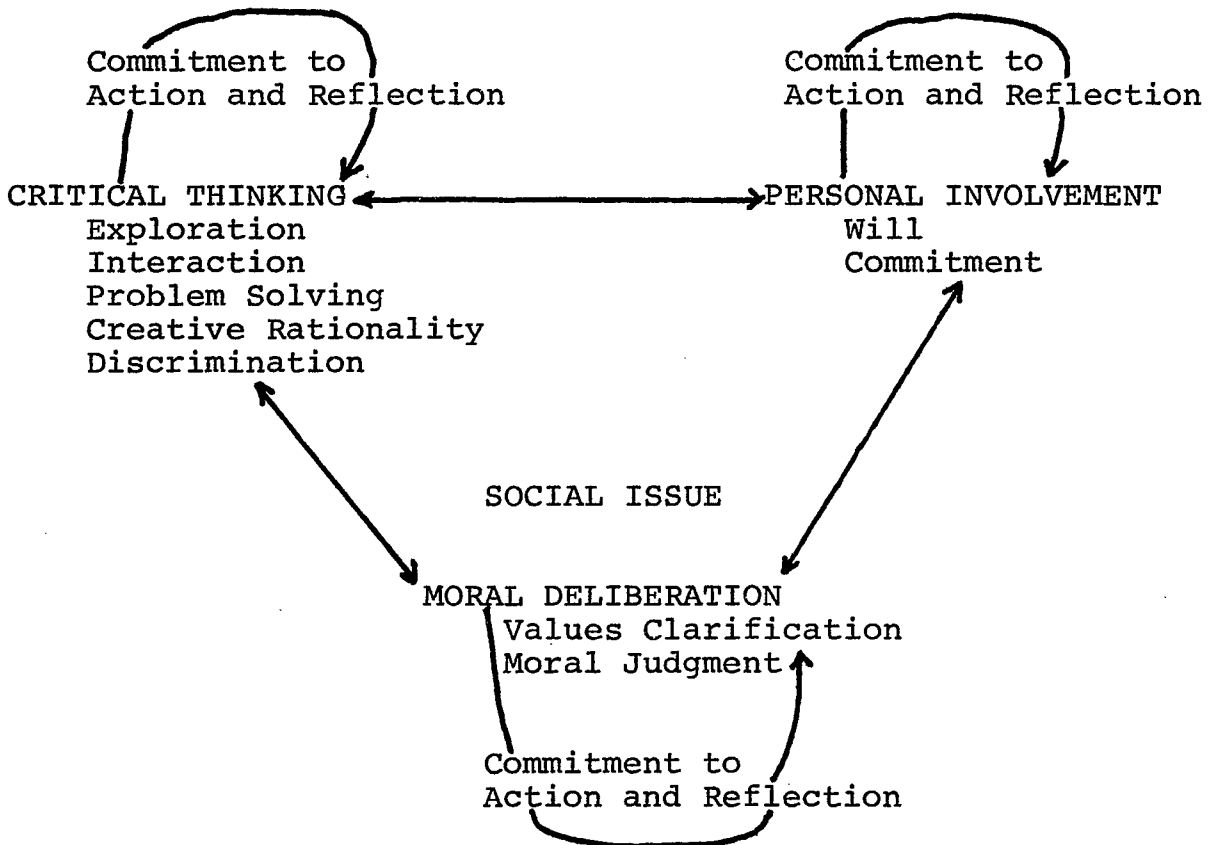 Commitment to
Action and Reflection
CRITICAL THINKING
Exploration
Interaction
Problem Solving
Creative Rationality
Discrimination
Commitment to
Action and Reflection
PERSONAL INVOLVEMENT
Will
Commitment
SOCIAL ISSUE
MORAL DELIBERATION
Values Clarification
Moral Judgment
Commitment to
Action and Reflection